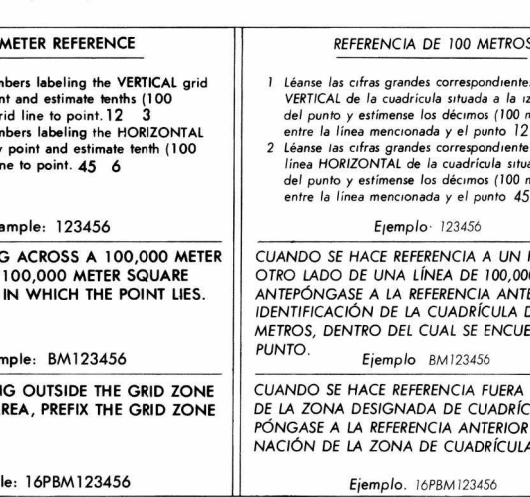 METER REFERENCE
mbers labeling the VERTICAL grid
nt and estimate tenths (100
rid line to point. 12 3
mbers labeling the HORIZONTAL
y point and estimate tenth (100
ne to point. 45 6
ample: 123456
G ACROSS A 100,000 METER
100,000 METER SQUARE
IN WHICH THE POINT LIES.
mple: BM123456
NG OUTSIDE THE GRID ZONE
REA, PREFIX THE GRID ZONE
le: 16PBM123456
REFERENCIA DE 100 METROS
1 Léanse las cifras grandes correspondiente
VERTICAL de la cuadrícula situada a la iz
del punto y estímense los décimos (100 m
entre la línea mencionada y el punto 12
2 Léanse las cifras grandes correspondiente
línea HORIZONTAL de la cuadrícula situa
del punto y estímense los décimos (100 m
entre la línea mencionada y el punto 45
Ejemplo· 123456
CUANDO SE HACE REFERENCIA A UN P
OTRO LADO DE UNA LÍNEA DE 100,000
ANTEPÓNGASE A LA REFERENCIA ANTE
IDENTIFICACIÓN DE LA CUADRÍCULA D
METROS, DENTRO DEL CUAL SE ENCUE
PUNTO.
Ejemplo BM123456
CUANDO SE HACE REFERENCIA FUERA
DE LA ZONA DESIGNADA DE CUADRÍC
PÓNGASE A LA REFERENCIA ANTERIOR
NACIÓN DE LA ZONA DE CUADRÍCULA
Ejemplo. 16PBM123456